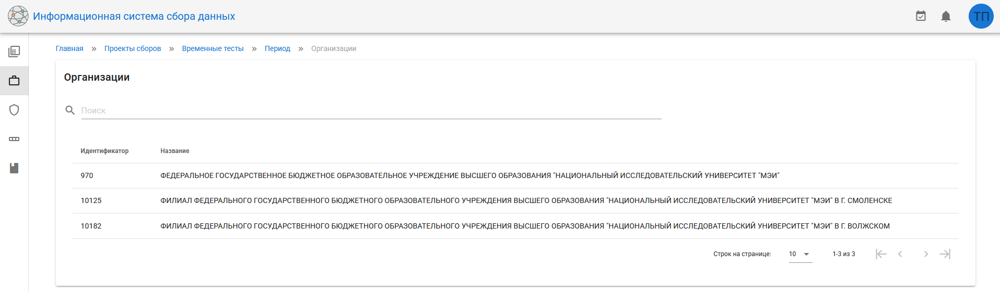 Информационная система сбора данных
ТП
Главная » Проекты сборов » Временные тесты » Период » Организации
Организации
Поиск
Идентификатор Название
970 ФЕДЕРАЛЬНОЕ ГОСУДАРСТВЕННОЕ БЮДЖЕТНОЕ ОБРАЗОВАТЕЛЬНОЕ УЧРЕЖДЕНИЕ ВЫСШЕГО ОБРАЗОВАНИЯ "НАЦИОНАЛЬНЫЙ ИССЛЕДОВАТЕЛЬСКИЙ УНИВЕРСИТЕТ "МЭИ"
10125 ФИЛИАЛ ФЕДЕРАЛЬНОГО ГОСУДАРСТВЕННОГО БЮДЖЕТНОГО ОБРАЗОВАТЕЛЬНОГО УЧРЕЖДЕНИЯ ВЫСШЕГО ОБРАЗОВАНИЯ "НАЦИОНАЛЬНЫЙ ИССЛЕДОВАТЕЛЬСКИЙ УНИВЕРСИТЕТ "МЭИ" В Г. СМОЛЕНСКЕ
10182 ФИЛИАЛ ФЕДЕРАЛЬНОГО ГОСУДАРСТВЕННОГО БЮДЖЕТНОГО ОБРАЗОВАТЕЛЬНОГО УЧРЕЖДЕНИЯ ВЫСШЕГО ОБРАЗОВАНИЯ "НАЦИОНАЛЬНЫЙ ИССЛЕДОВАТЕЛЬСКИЙ УНИВЕРСИТЕТ "МЭИ" В Г. ВОЛЖСКОМ
Строк на странице: 10 1-3 из 3